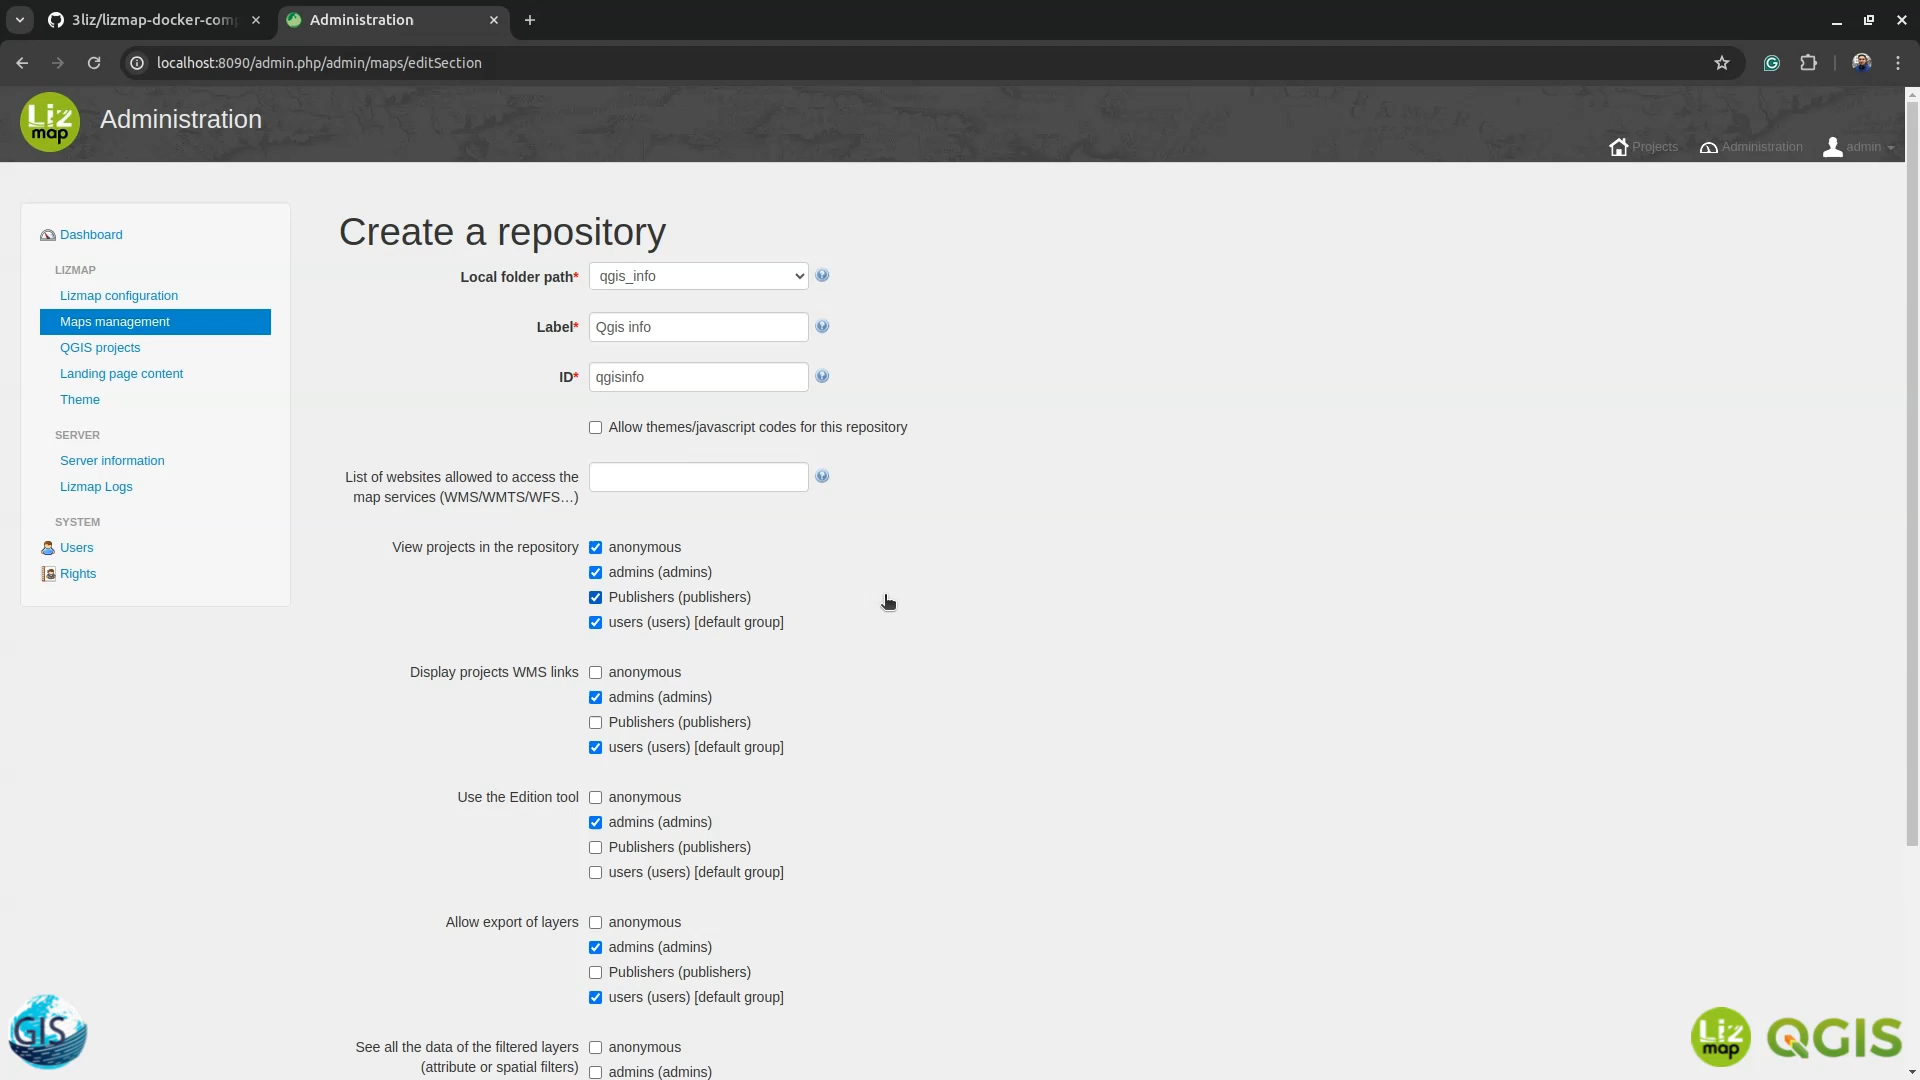 3liz/lizmap-docker-comp
Administration
localhost:8090/admin.php/admin/maps/editSection
Liz
map
Administration
Projects
Administration
admin
Dashboard
LIZMAP
Lizmap configuration
Maps management
QGIS projects
Landing page content
Theme
SERVER
Server information
Lizmap Logs
SYSTEM
Users
Rights
Create a repository
Local folder path* qgis_info
Label* Qgis info
ID* qgisinfo
Allow themes/javascript codes for this repository
List of websites allowed to access the
map services (WMS/WMTS/WFS…)
View projects in the repository anonymous
admins (admins)
Publishers (publishers)
users (users) [default group]
Display projects WMS links anonymous
admins (admins)
Publishers (publishers)
users (users) [default group]
Use the Edition tool anonymous
admins (admins)
Publishers (publishers)
users (users) [default group]
Allow export of layers anonymous
admins (admins)
Publishers (publishers)
users (users) [default group]
See all the data of the filtered layers anonymous
(attribute or spatial filters) admins (admins)
GIS
Liz
map
QGIS